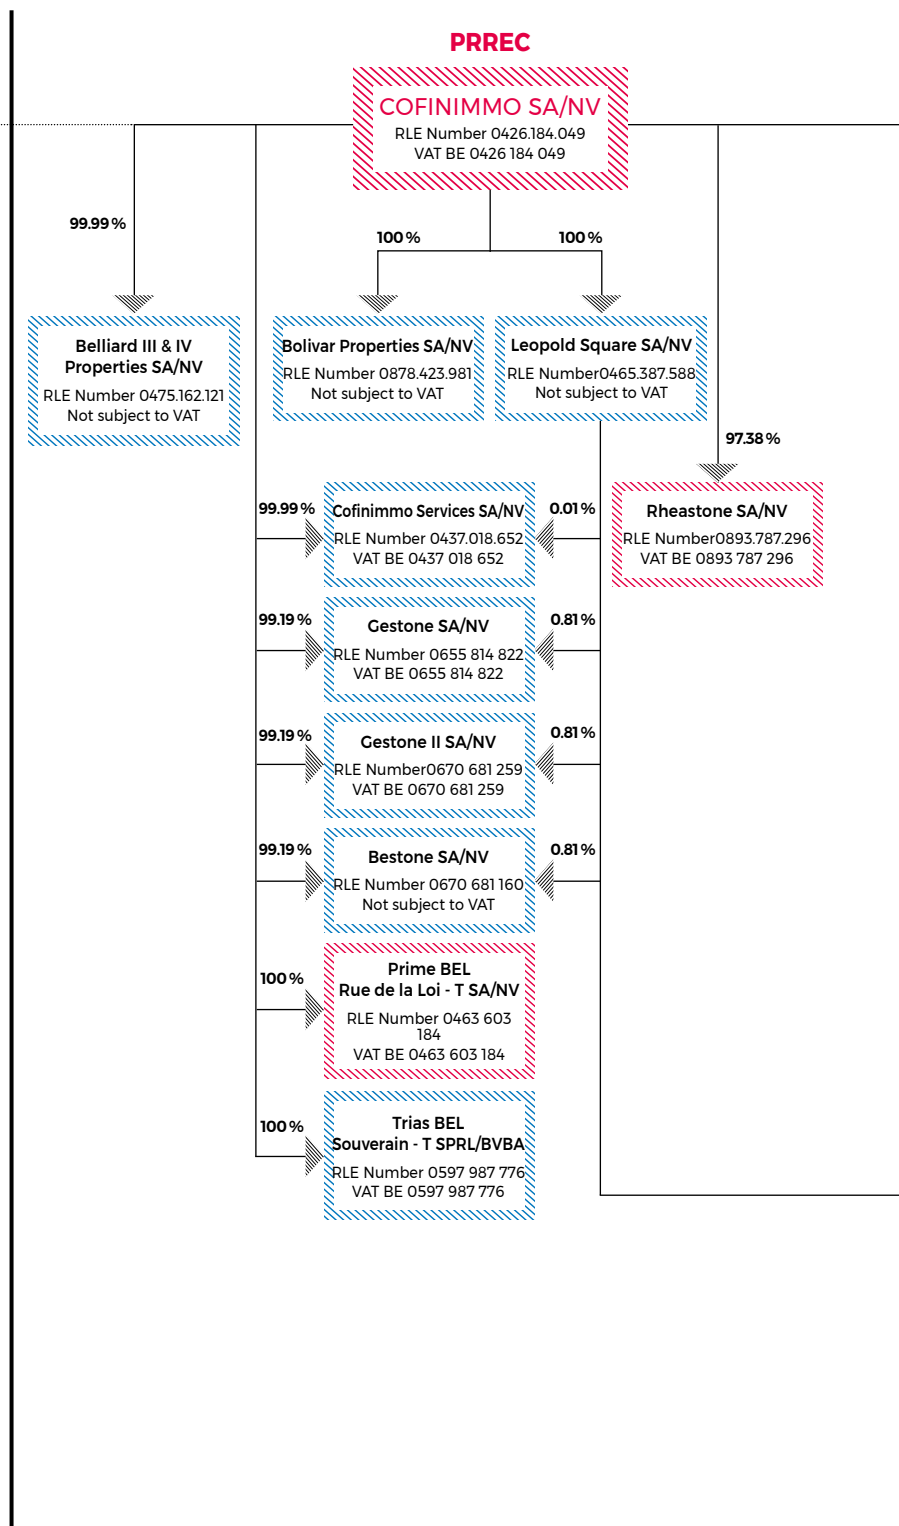 PRREC
COFINIMMO SA/NV
RLE Number 0426.184.049
VAT BE 0426 184 049
99.99 %
100 %
100 %
Belliard III & IV
Properties SA/NV
RLE Number 0475.162.121
Not subject to VAT
Bolivar Properties SA/NV
RLE Number 0878.423.981
Not subject to VAT
Leopold Square SA/NV
RLE Number0465.387.588
Not subject to VAT
97.38 %
99.99 %
Cofinimmo Services SA/NV
RLE Number 0437.018.652
VAT BE 0437 018 652
0.01 %
Rheastone SA/NV
RLE Number0893.787.296
VAT BE 0893 787 296
99.19 %
Gestone SA/NV
RLE Number 0655 814 822
VAT BE 0655 814 822
0.81 %
99.19 %
Gestone II SA/NV
RLE Number0670 681 259
VAT BE 0670 681 259
0.81 %
99.19 %
Bestone SA/NV
RLE Number 0670 681 160
Not subject to VAT
0.81 %
100 %
Prime BEL
Rue de la Loi - T SA/NV
RLE Number 0463 603
184
VAT BE 0463 603 184
100 %
Trias BEL
Souverain - T SPRL/BVBA
RLE Number 0597 987 776
VAT BE 0597 987 776